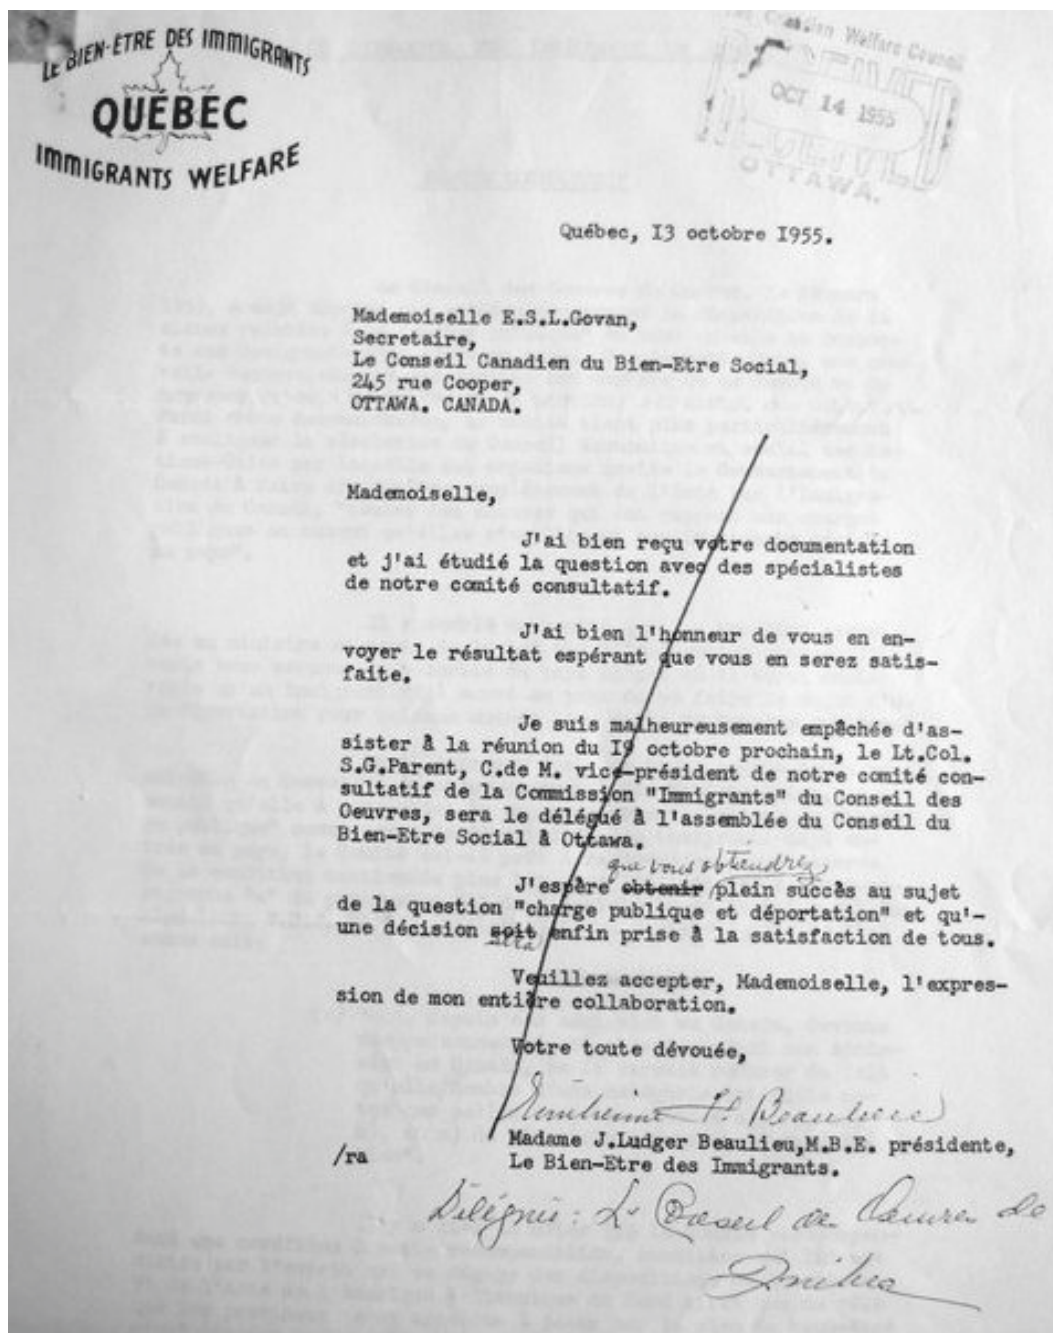 LE BIEN-ÊTRE DES IMMIGRANTS
QUÉBEC
IMMIGRANTS WELFARE
Canadian Welfare Council
RECEIVED
OCT 14 1955
OTTAWA.
Québec, I3 octobre I955.
Mademoiselle E.S.L.Govan,
Secretaire,
Le Conseil Canadien du Bien-Etre Social,
245 rue Cooper,
OTTAWA. CANADA.
Mademoiselle,
J'ai bien reçu votre documentation
et j'ai étudié la question avec des spécialistes
de notre comité consultatif.
J'ai bien l'honneur de vous en en-
voyer le résultat espérant que vous en serez satis-
faite.
Je suis malheureusement empêchée d'as-
sister à la réunion du I9 octobre prochain, le Lt.Col.
S.G.Parent, C.de M. vice-président de notre comité con-
sultatif de la Commission "Immigrants" du Conseil des
Oeuvres, sera le délégué à l'assemblée du Conseil du
Bien-Etre Social à Ottawa.
que vous obtiendrez
J'espère obtenir plein succès au sujet
de la question "charge publique et déportation" et qu'-
une décision soit enfin prise à la satisfaction de tous.
sera
Veuillez accepter, Mademoiselle, l'expres-
sion de mon entière collaboration.
Votre toute dévouée,
Beaulieu
Madame J.Ludger Beaulieu,M.B.E. présidente,
/ra Le Bien-Etre des Immigrants.
Délégués: Le Conseil des Oeuvres de
Québec